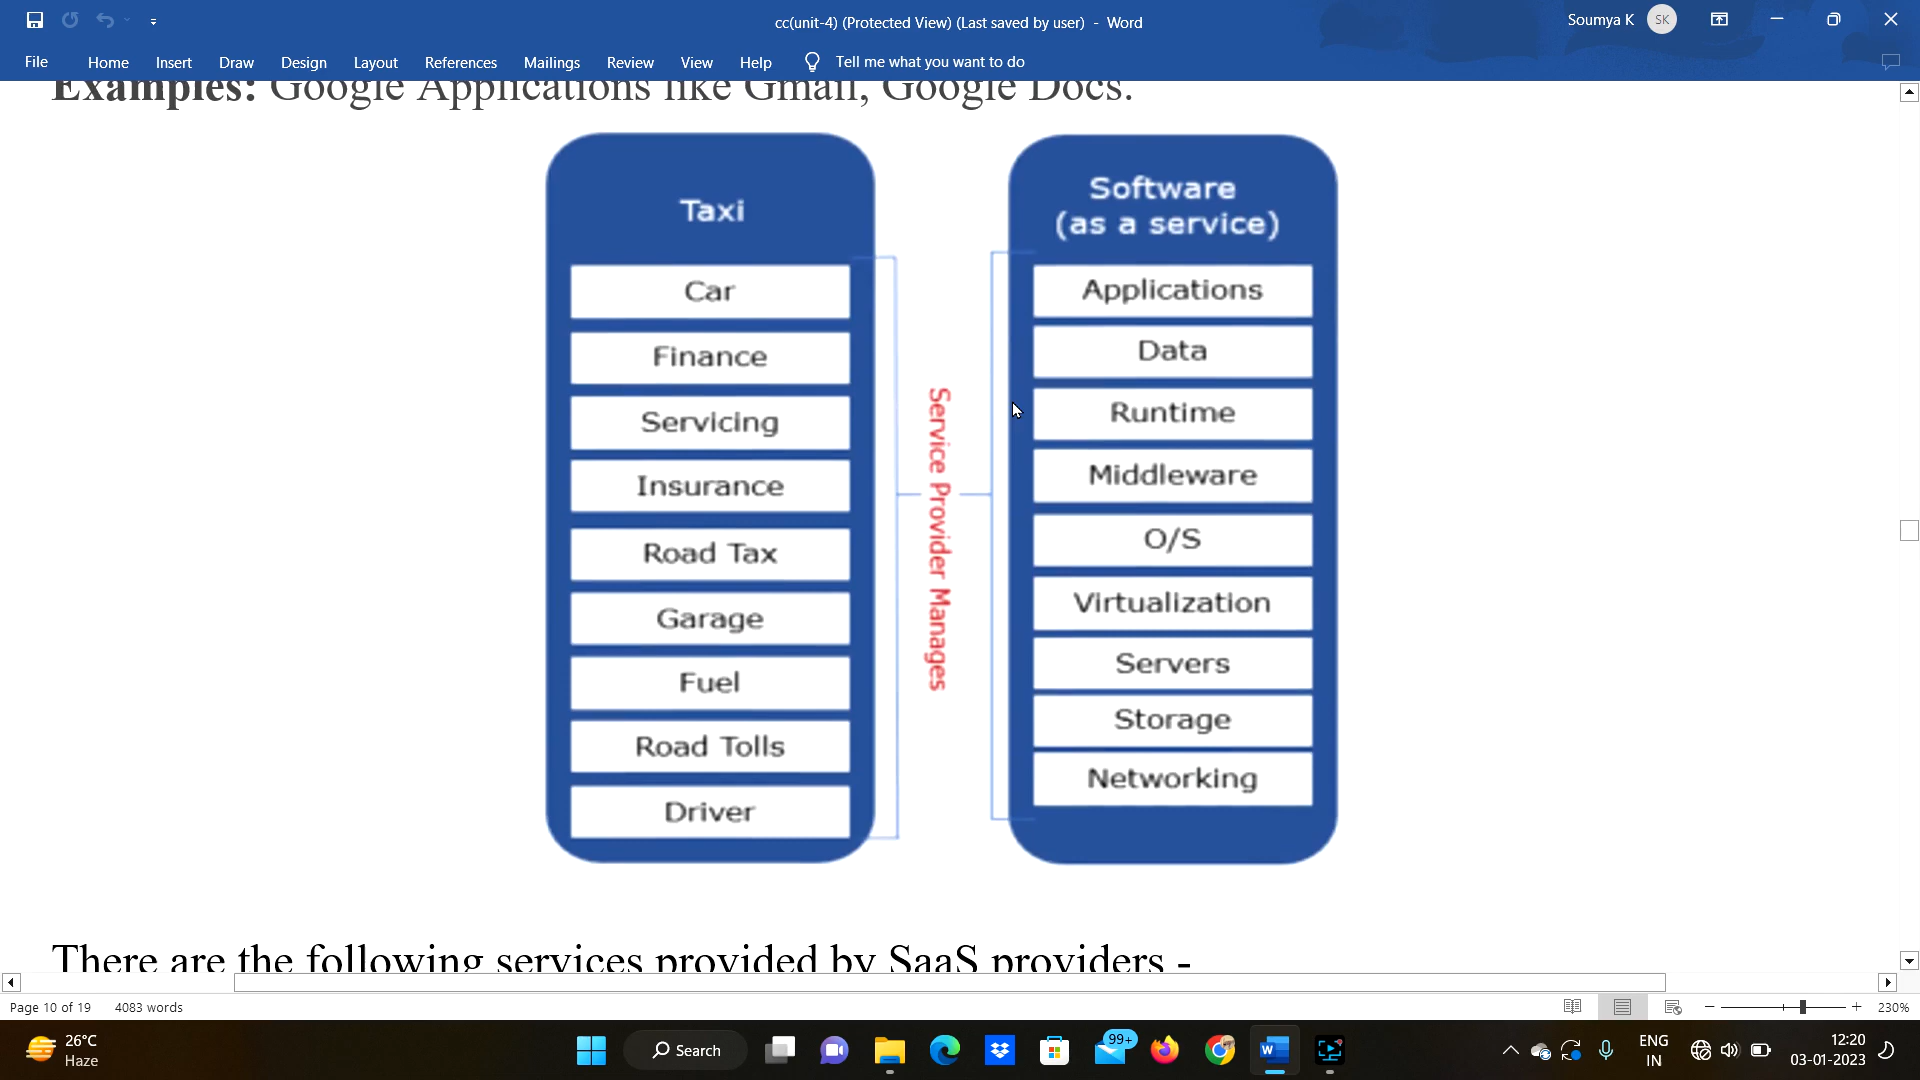 cc(unit-4) (Protected View) (Last saved by user) - Word
Soumya K
SK
File
Home
Insert
Draw
Design
Layout
References
Mailings
Review
View
Help
Tell me what you want to do
Examples: Google Applications like Gmail, Google Docs.
Taxi
Car
Finance
Servicing
Insurance
Road Tax
Garage
Fuel
Road Tolls
Driver
Service Provider Manages
Software
(as a service)
Applications
Data
Runtime
Middleware
O/S
Virtualization
Servers
Storage
Networking
There are the following services provided by SaaS providers -
Page 10 of 19
4083 words
230%
26°C
Haze
Search
99+
W
ENG
IN
12:20
03-01-2023